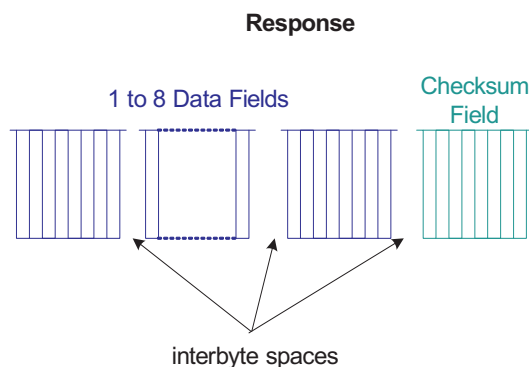 Response
1 to 8 Data Fields
Checksum
Field
interbyte spaces